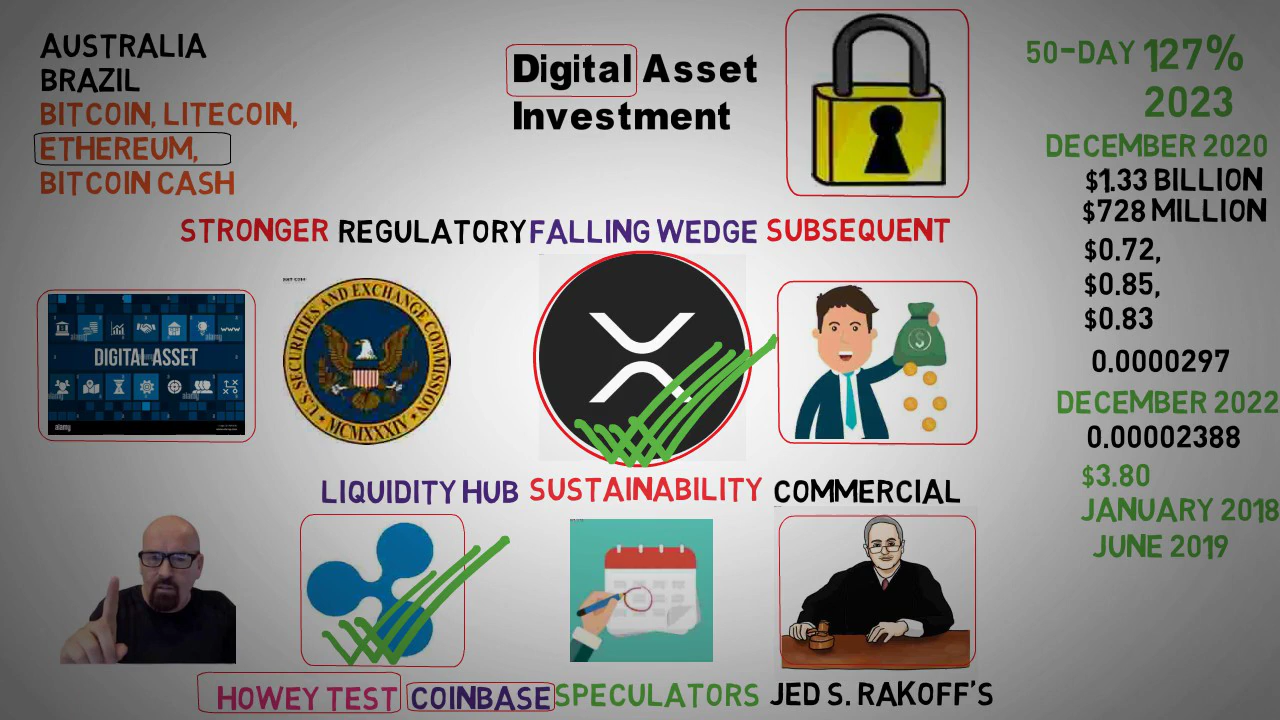 AUSTRALIA
BRAZIL
BITCOIN, LITECOIN,
ETHEREUM,
BITCOIN CASH
Digital Asset
Investment
50-DAY 127%
2023
DECEMBER 2020
$1.33 BILLION
$728 MILLION
$0.72,
$0.85,
$0.83
0.0000297
DECEMBER 2022
0.00002388
$3.80
JANUARY 2018
JUNE 2019
STRONGER REGULATORY FALLING WEDGE SUBSEQUENT
DIGITAL ASSET
alamy
U.S. SECURITIES AND EXCHANGE COMMISSION
MCMXXXIV
$
LIQUIDITY HUB SUSTAINABILITY COMMERCIAL
HOWEY TEST COINBASE SPECULATORS JED S. RAKOFF'S